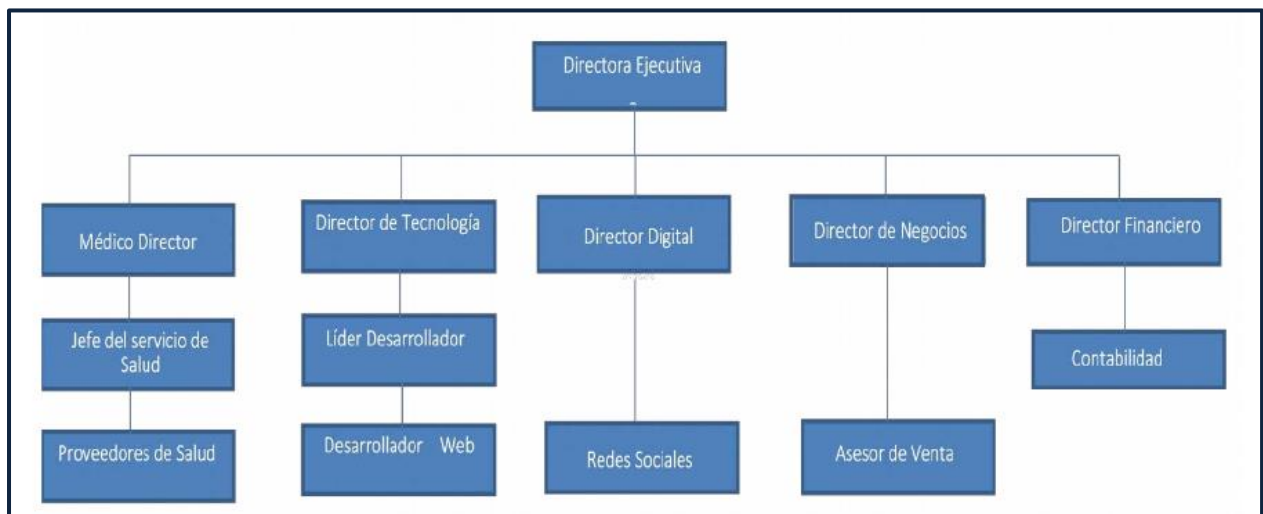 Directora Ejecutiva
Médico Director
Director de Tecnología
Director Digital
Director de Negocios
Director Financiero
Jefe del servicio de
Salud
Líder Desarrollador
Contabilidad
Proveedores de Salud
Desarrollador Web
Redes Sociales
Asesor de Venta